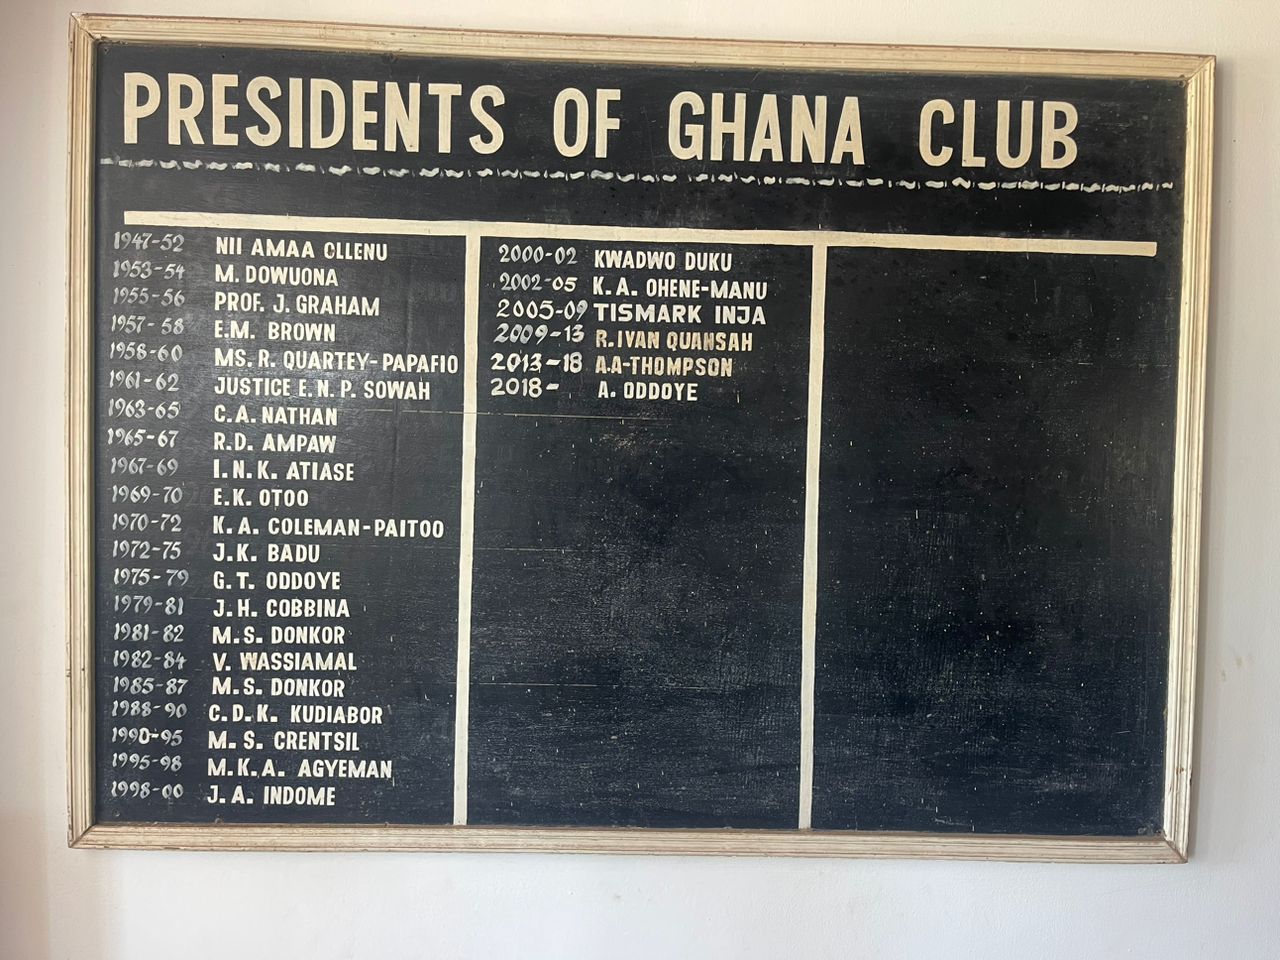 PRESIDENTS OF GHANA CLUB
1947-52 NII AMAA OLLENU
1953-54 M. DOWUONA
1955-56 PROF. J. GRAHAM
1957-58 E.M. BROWN
1958-60 MS. R. QUARTEY-PAPAFIO
1961-62 JUSTICE E.N.P. SOWAH
1963-65 C.A. NATHAN
1965-67 R.D. AMPAW
1967-69 I.N.K. ATIASE
1969-70 E.K. OTOO
1970-72 K.A. COLEMAN-PAITOO
1972-75 J.K. BADU
1975-79 G.T. ODDOYE
1979-81 J.H. COBBINA
1981-82 M.S. DONKOR
1982-84 V. WASSIAMAL
1985-87 M.S. DONKOR
1988-90 C.D.K. KUDIABOR
1990-95 M.S. CRENTSIL
1995-98 M.K.A. AGYEMAN
1998-00 J.A. INDOME
2000-02 KWADWO DUKU
2002-05 K.A. OHENE-MANU
2005-09 TISMARK INJA
2009-13 R.IVAN QUANSAH
2013-18 A.A-THOMPSON
2018- A. ODDOYE